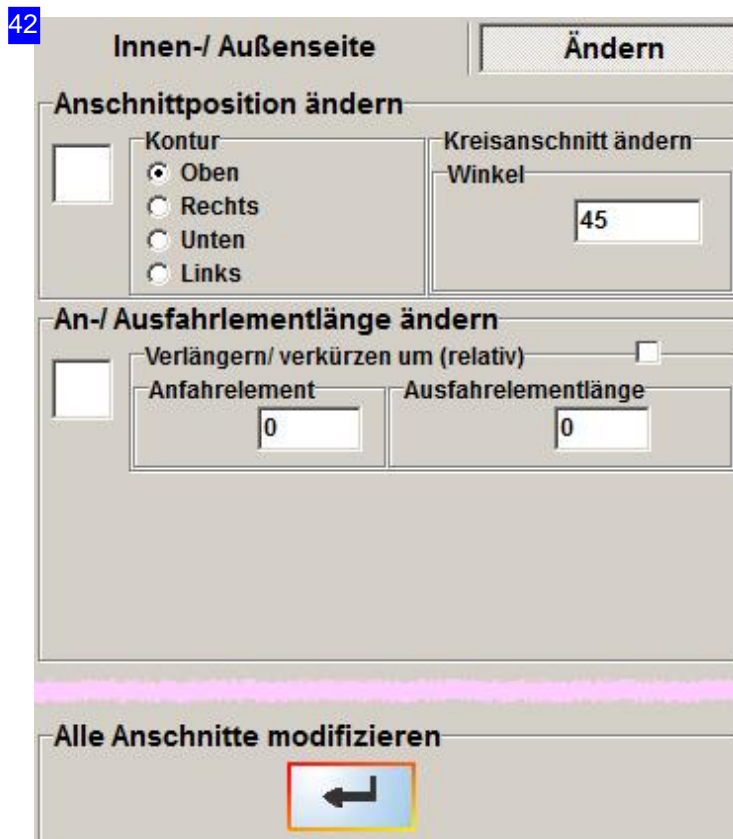 42
Innen-/ Außenseite Ändern
Anschnittposition ändern
Kontur Kreisanschnitt ändern
Oben Winkel
Rechts 45
Unten
Links
An-/ Ausfahrlementlänge ändern
Verlängern/ verkürzen um (relativ)
Anfahrelement Ausfahrelementlänge
0 0
Alle Anschnitte modifizieren